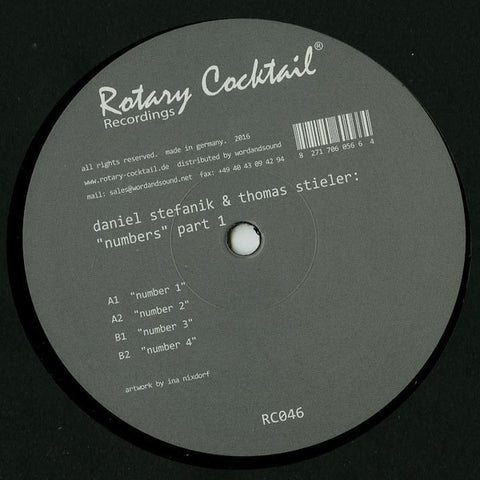 Rotary Cocktail®
Recordings
all rights reserved. made in germany. 2016
www.rotary-cocktail.de distributed by wordandsound
mail: sales@wordandsound.net fax: +49 40 43 09 42 94
8 271 706 056 6 4
daniel stefanik & thomas stieler:
"numbers" part 1
A1 "number 1"
A2 "number 2"
B1 "number 3"
B2 "number 4"
artwork by ina nixdorf
RC046